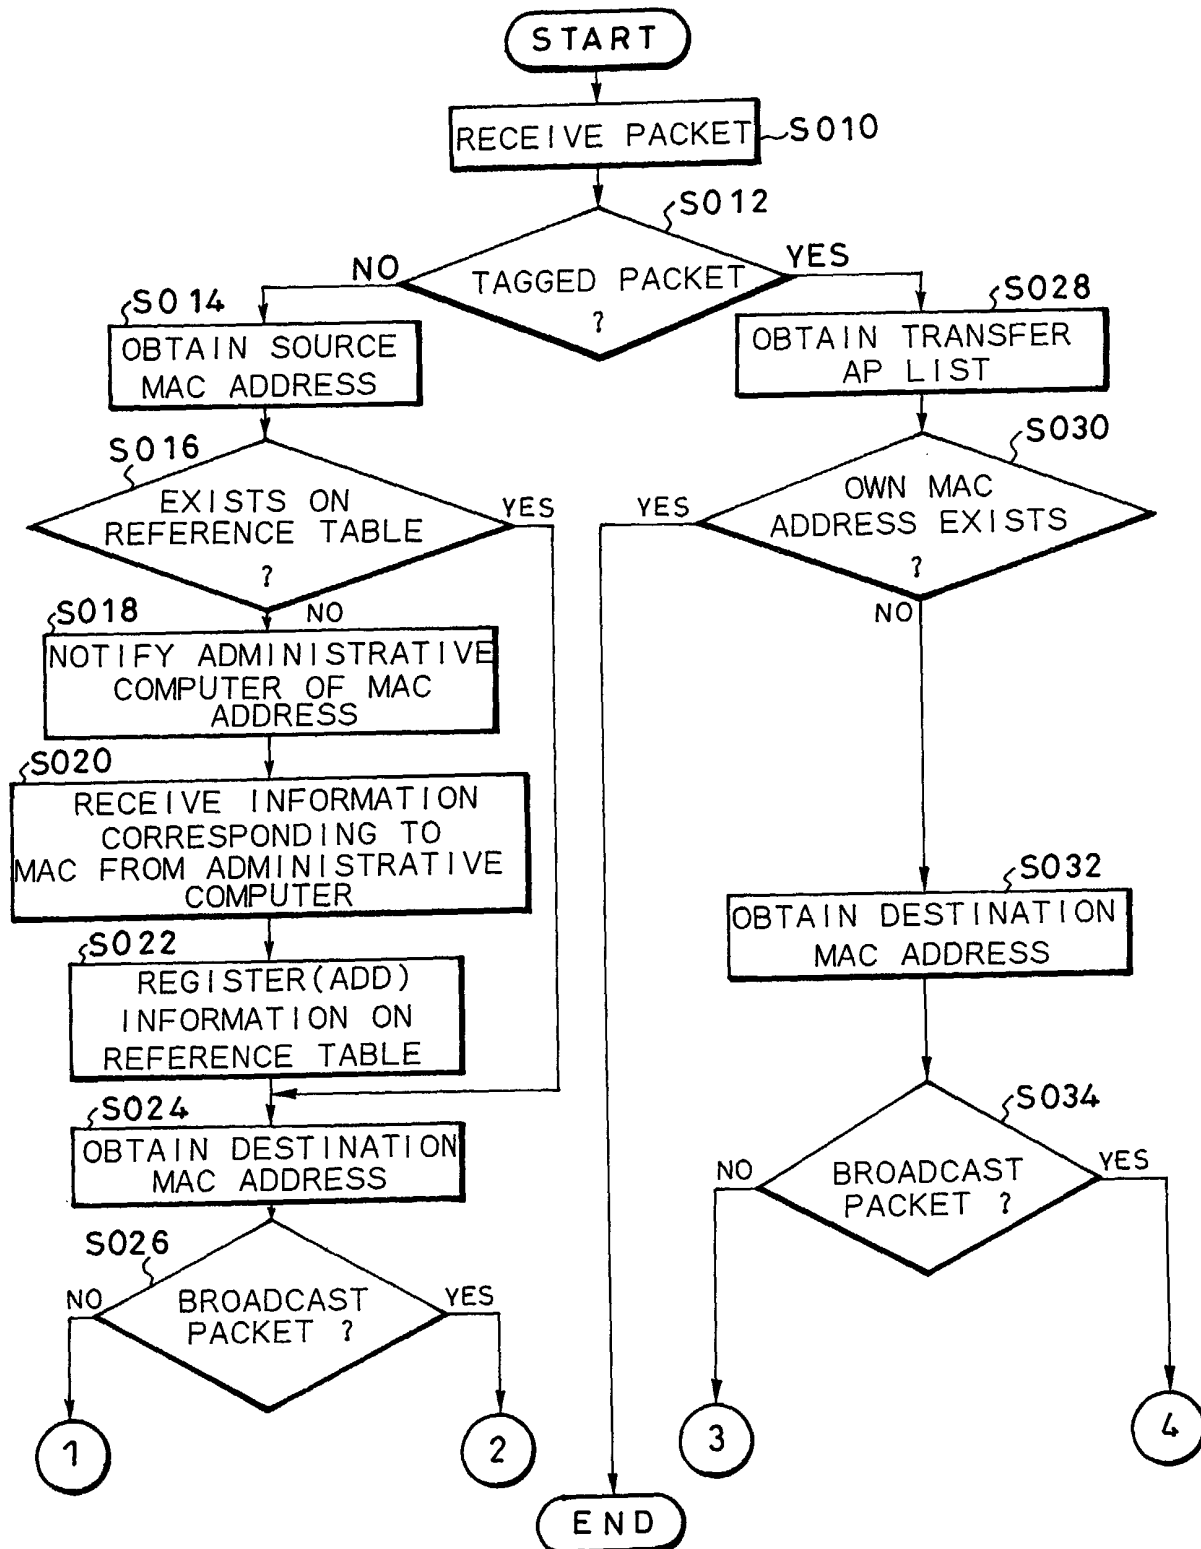 START
RECEIVE PACKET
S010
S012
TAGGED PACKET
?
NO
YES
S014
OBTAIN SOURCE
MAC ADDRESS
S028
OBTAIN TRANSFER
AP LIST
S016
EXISTS ON
REFERENCE TABLE
?
YES
NO
S030
OWN MAC
ADDRESS EXISTS
?
YES
NO
S018
NOTIFY ADMINISTRATIVE
COMPUTER OF MAC
ADDRESS
S020
RECEIVE INFORMATION
CORRESPONDING TO
MAC FROM ADMINISTRATIVE
COMPUTER
S022
REGISTER(ADD)
INFORMATION ON
REFERENCE TABLE
S032
OBTAIN DESTINATION
MAC ADDRESS
S024
OBTAIN DESTINATION
MAC ADDRESS
S034
BROADCAST
PACKET ?
NO
YES
S026
BROADCAST
PACKET ?
NO
YES
1
2
3
4
END